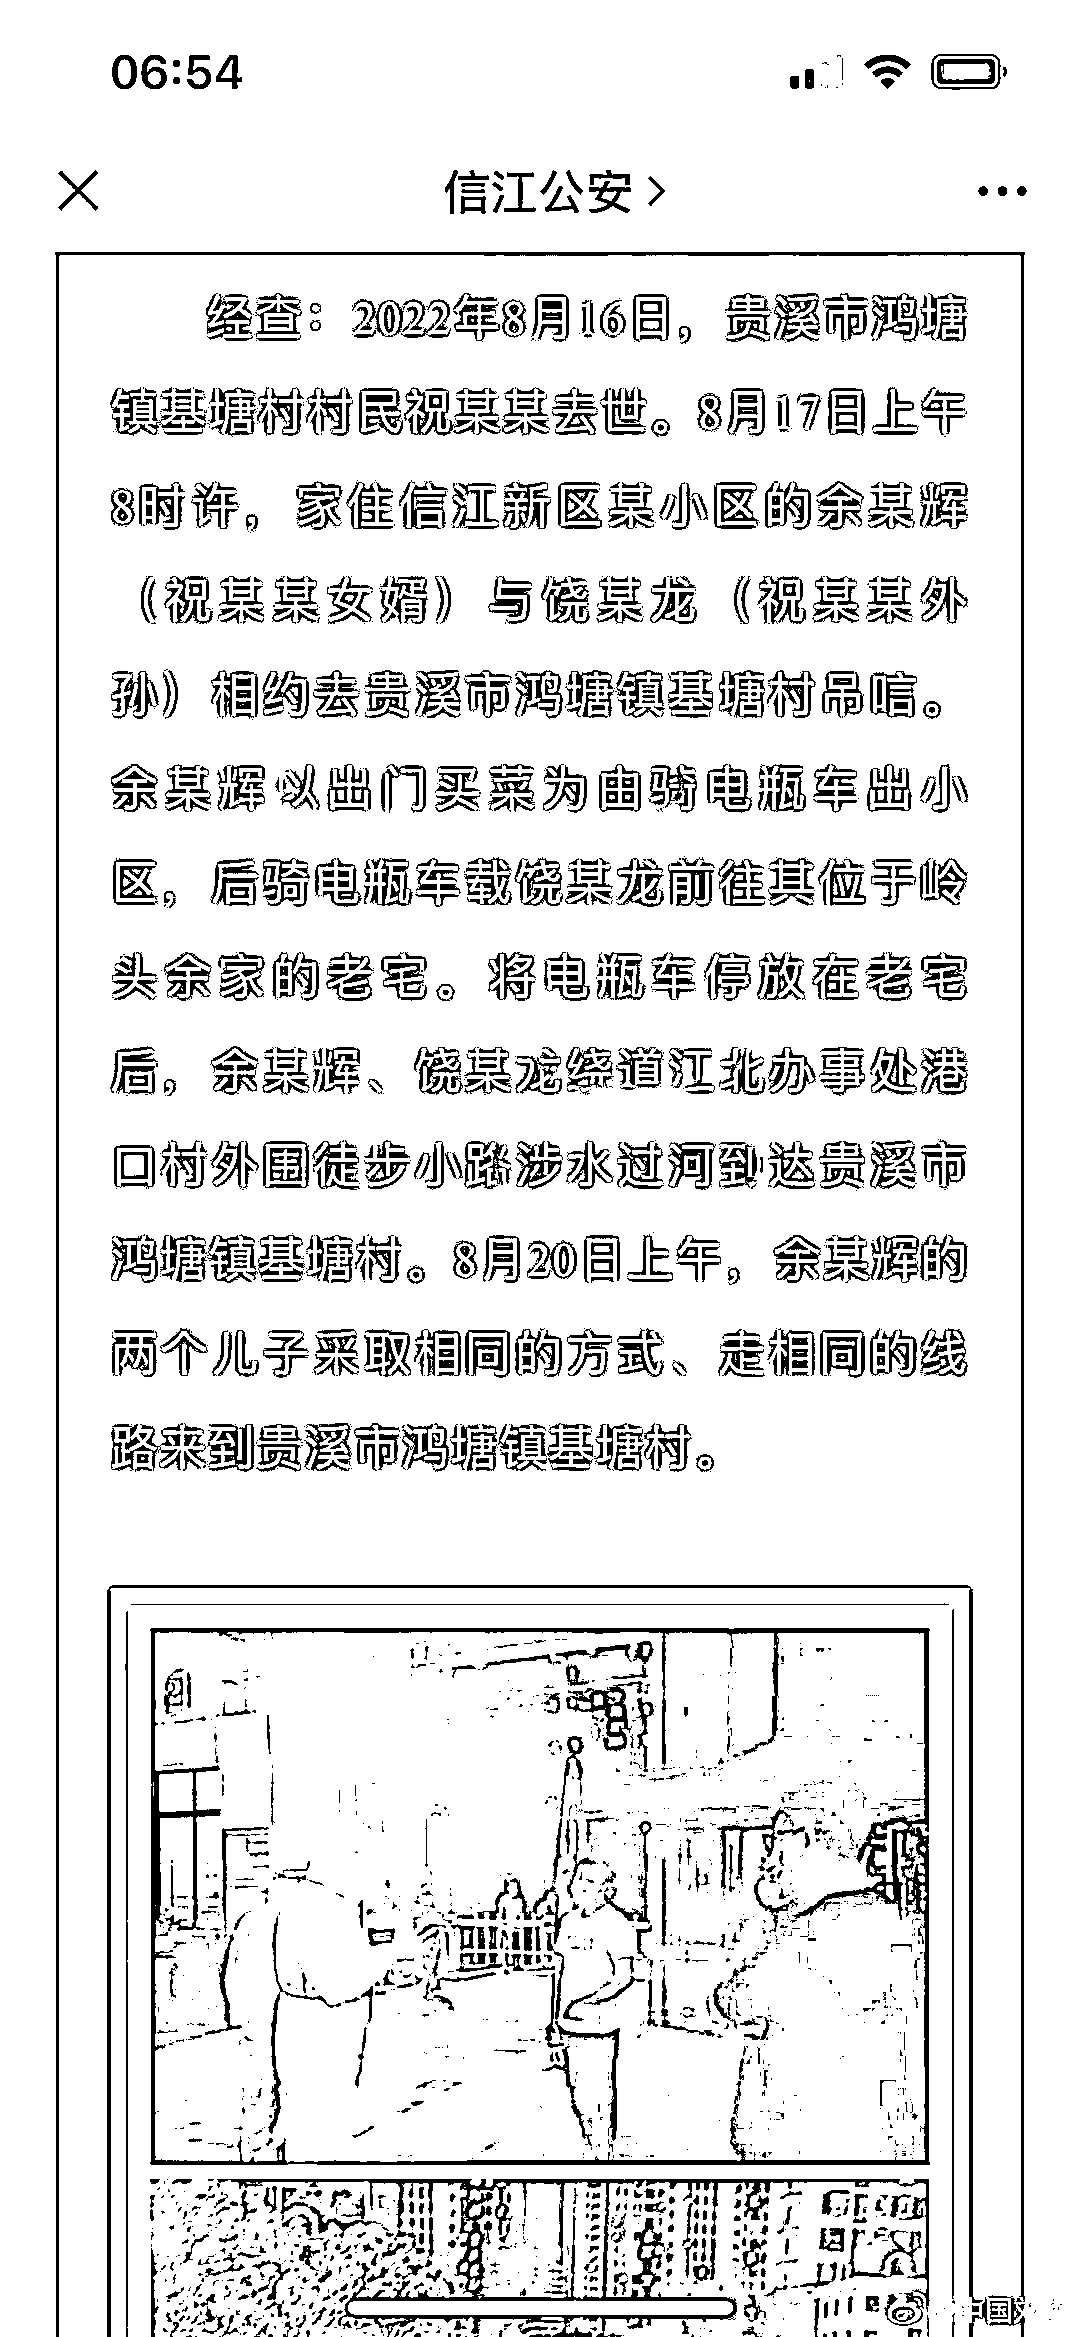 06:54
信江公安
经查：2022年8月16日，贵溪市鸿塘
镇基塘村村民祝某某去世。8月17日上午
8时许，家住信江新区某小区的余某辉
（祝某某女婿）与饶某龙（祝某某外
孙）相约去贵溪市鸿塘镇基塘村吊唁。
余某辉以出门买菜为由骑电瓶车出小
区，后骑电瓶车载饶某龙前往其位于岭
头余家的老宅。将电瓶车停放在老宅
后，余某辉、饶某龙绕道江北办事处港
口村外围徒步小路涉水过河到达贵溪市
鸿塘镇基塘村。8月20日上午，余某辉的
两个儿子采取相同的方式、走相同的线
路来到贵溪市鸿塘镇基塘村。
中国